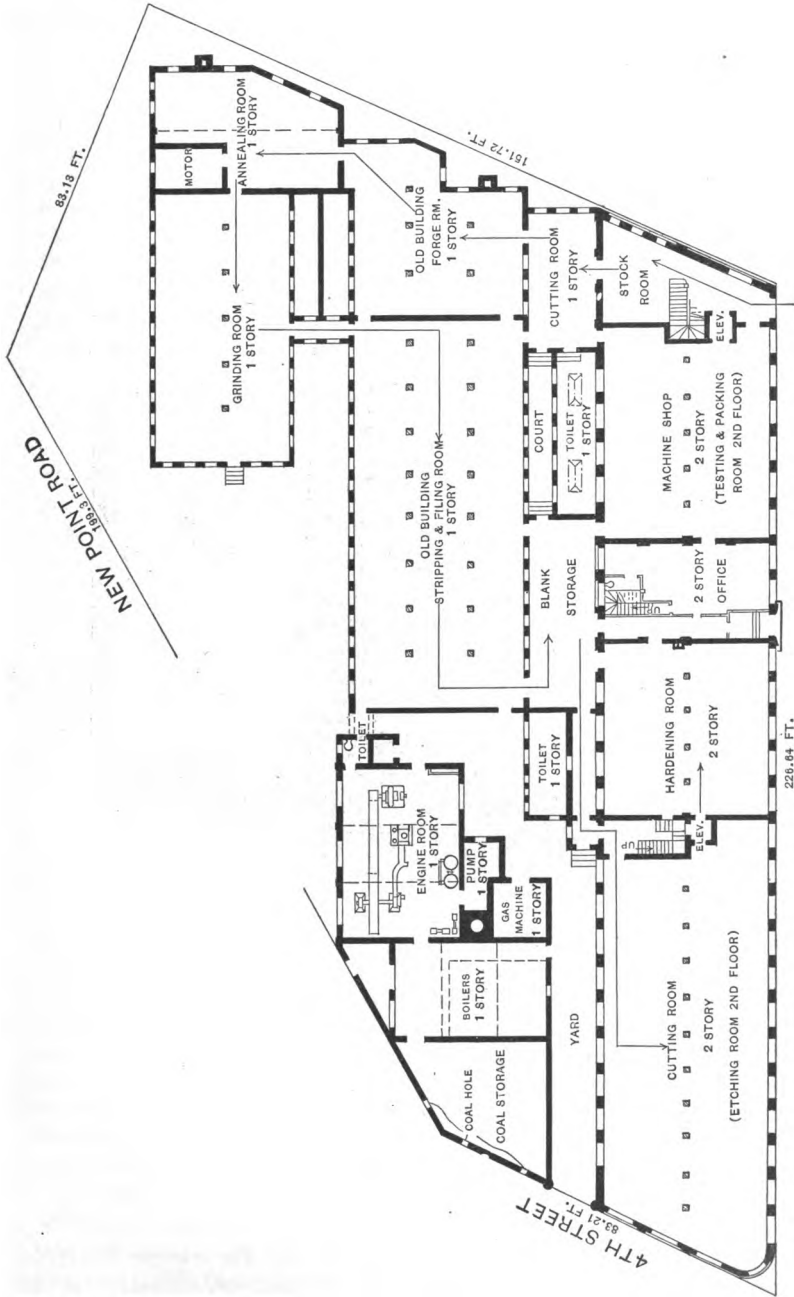 83.13 FT.
NEW POINT ROAD
199.3 FT.
MOTOR
ANNEALING ROOM
1 STORY
GRINDING ROOM
1 STORY
151.72 FT.
OLD BUILDING
FORGE RM.
1 STORY
CUTTING ROOM
1 STORY
STOCK
ROOM
ELEV.
OLD BUILDING
STRIPPING & FILING ROOM
1 STORY
COURT
TOILET
1 STORY
MACHINE SHOP
2 STORY
(TESTING & PACKING
ROOM 2ND FLOOR)
BLANK
STORAGE
2 STORY
OFFICE
TOILET
ENGINE ROOM
1 STORY
PUMP
1 STORY
GAS
MACHINE
1 STORY
TOILET
1 STORY
HARDENING ROOM
2 STORY
226.64 FT.
UP
ELEV.
BOILERS
1 STORY
COAL HOLE
COAL STORAGE
YARD
CUTTING ROOM
2 STORY
(ETCHING ROOM 2ND FLOOR)
4TH STREET
83.21 FT.